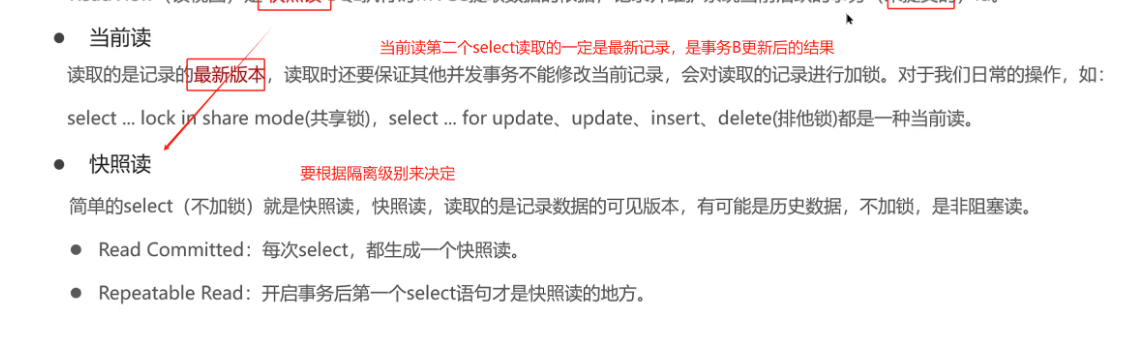 当前读
当前读第二个select读取的一定是最新记录，是事务B更新后的结果
读取的是记录的最新版本，读取时还要保证其他并发事务不能修改当前记录，会对读取的记录进行加锁。对于我们日常的操作，如：
select ... lock in share mode(共享锁)，select ... for update、update、insert、delete(排他锁)都是一种当前读。
快照读
要根据隔离级别来决定
简单的select（不加锁）就是快照读，快照读，读取的是记录数据的可见版本，有可能是历史数据，不加锁，是非阻塞读。
Read Committed：每次select，都生成一个快照读。
Repeatable Read：开启事务后第一个select语句才是快照读的地方。